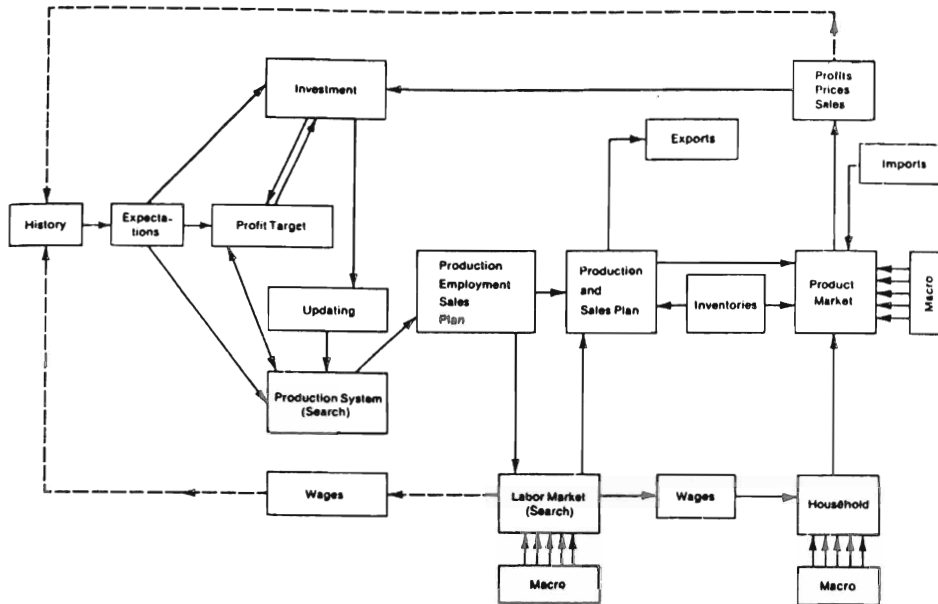 Investment
Profits
Prices
Sales
Exports
Imports
History
Expecta-
tions
Profit Target
Production
Employment
Sales
Plan
Production
and
Sales Plan
Inventories
Product
Market
Macro
Updating
Production System
(Search)
Wages
Labor Market
(Search)
Wages
Household
Macro
Macro